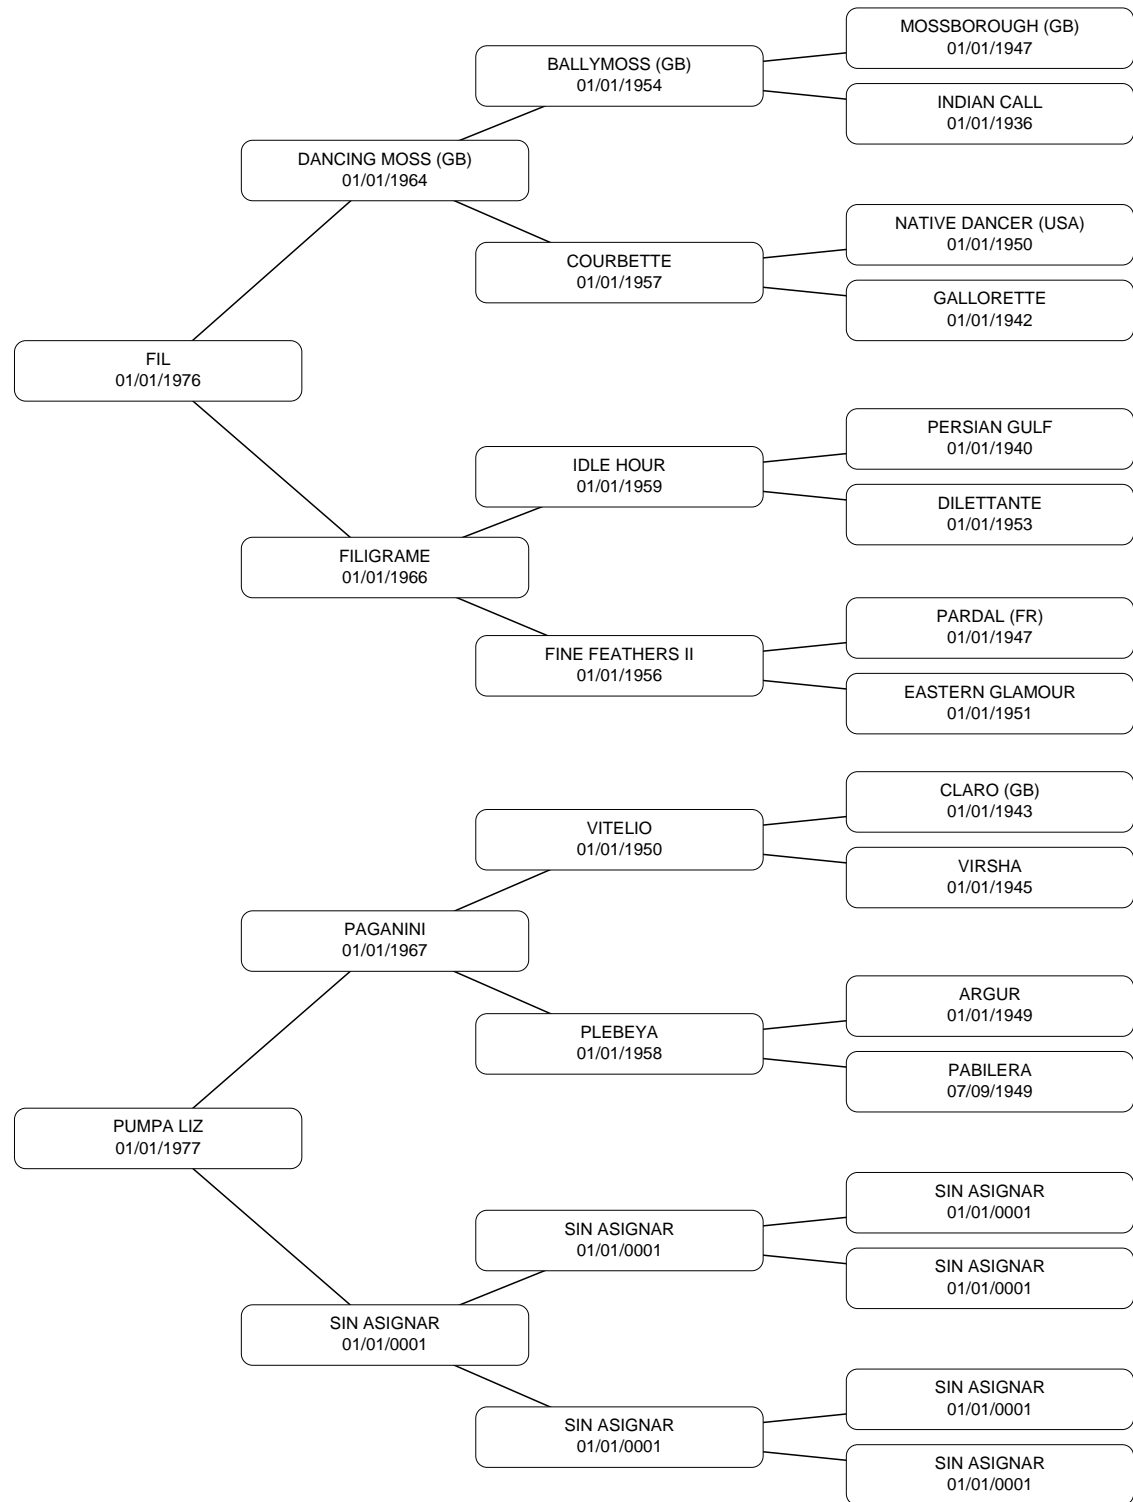 MOSSBOROUGH (GB)
01/01/1947
BALLYMOSS (GB)
01/01/1954
INDIAN CALL
01/01/1936
DANCING MOSS (GB)
01/01/1964
NATIVE DANCER (USA)
01/01/1950
COURBETTE
01/01/1957
GALLORETTE
01/01/1942
FIL
01/01/1976
PERSIAN GULF
01/01/1940
IDLE HOUR
01/01/1959
DILETTANTE
01/01/1953
FILIGRAME
01/01/1966
PARDAL (FR)
01/01/1947
FINE FEATHERS II
01/01/1956
EASTERN GLAMOUR
01/01/1951
CLARO (GB)
01/01/1943
VITELIO
01/01/1950
VIRSHA
01/01/1945
PAGANINI
01/01/1967
ARGUR
01/01/1949
PLEBEYA
01/01/1958
PABILERA
07/09/1949
PUMPA LIZ
01/01/1977
SIN ASIGNAR
01/01/0001
SIN ASIGNAR
01/01/0001
SIN ASIGNAR
01/01/0001
SIN ASIGNAR
01/01/0001
SIN ASIGNAR
01/01/0001
SIN ASIGNAR
01/01/0001
SIN ASIGNAR
01/01/0001